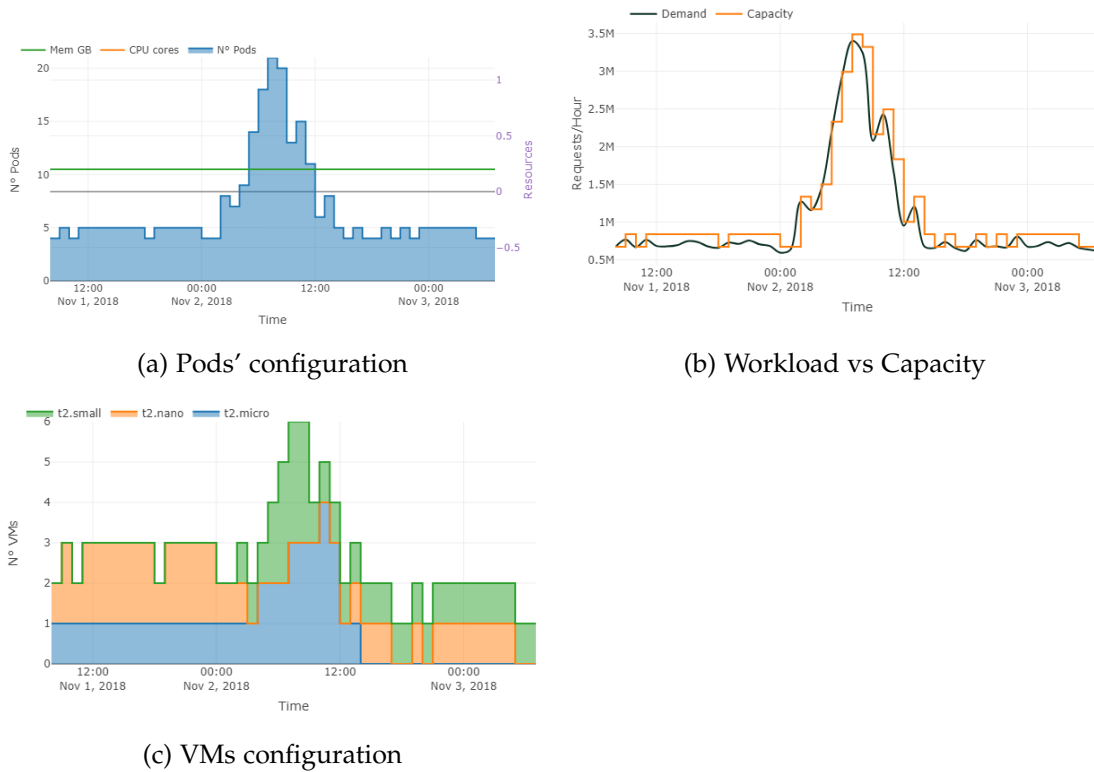 Mem GB CPU cores N° Pods
20
15
10
5
0
N° Pods
1
0.5
0
−0.5
Resources
12:00 00:00 12:00 00:00
Nov 1, 2018 Nov 2, 2018 Nov 3, 2018
Time
(a) Pods' configuration
Demand Capacity
3.5M
3M
2.5M
2M
1.5M
1M
0.5M
Requests/Hour
12:00 00:00 12:00 00:00
Nov 1, 2018 Nov 2, 2018 Nov 3, 2018
Time
(b) Workload vs Capacity
t2.small t2.nano t2.micro
6
5
4
3
2
1
0
N° VMs
12:00 00:00 12:00 00:00
Nov 1, 2018 Nov 2, 2018 Nov 3, 2018
Time
(c) VMs configuration